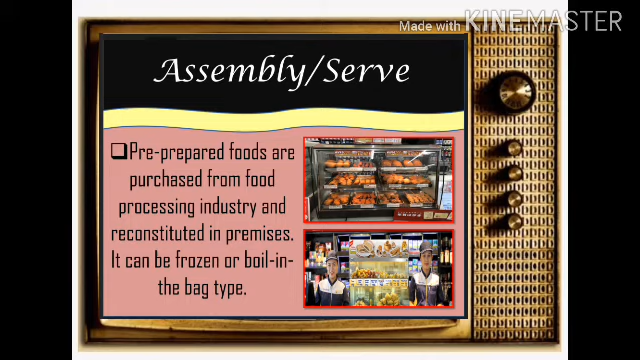 Made with KINEMASTER
Assembly/Serve
❑Pre-prepared foods are
purchased from food
processing industry and
reconstituted in premises.
It can be frozen or boil-in-
the bag type.